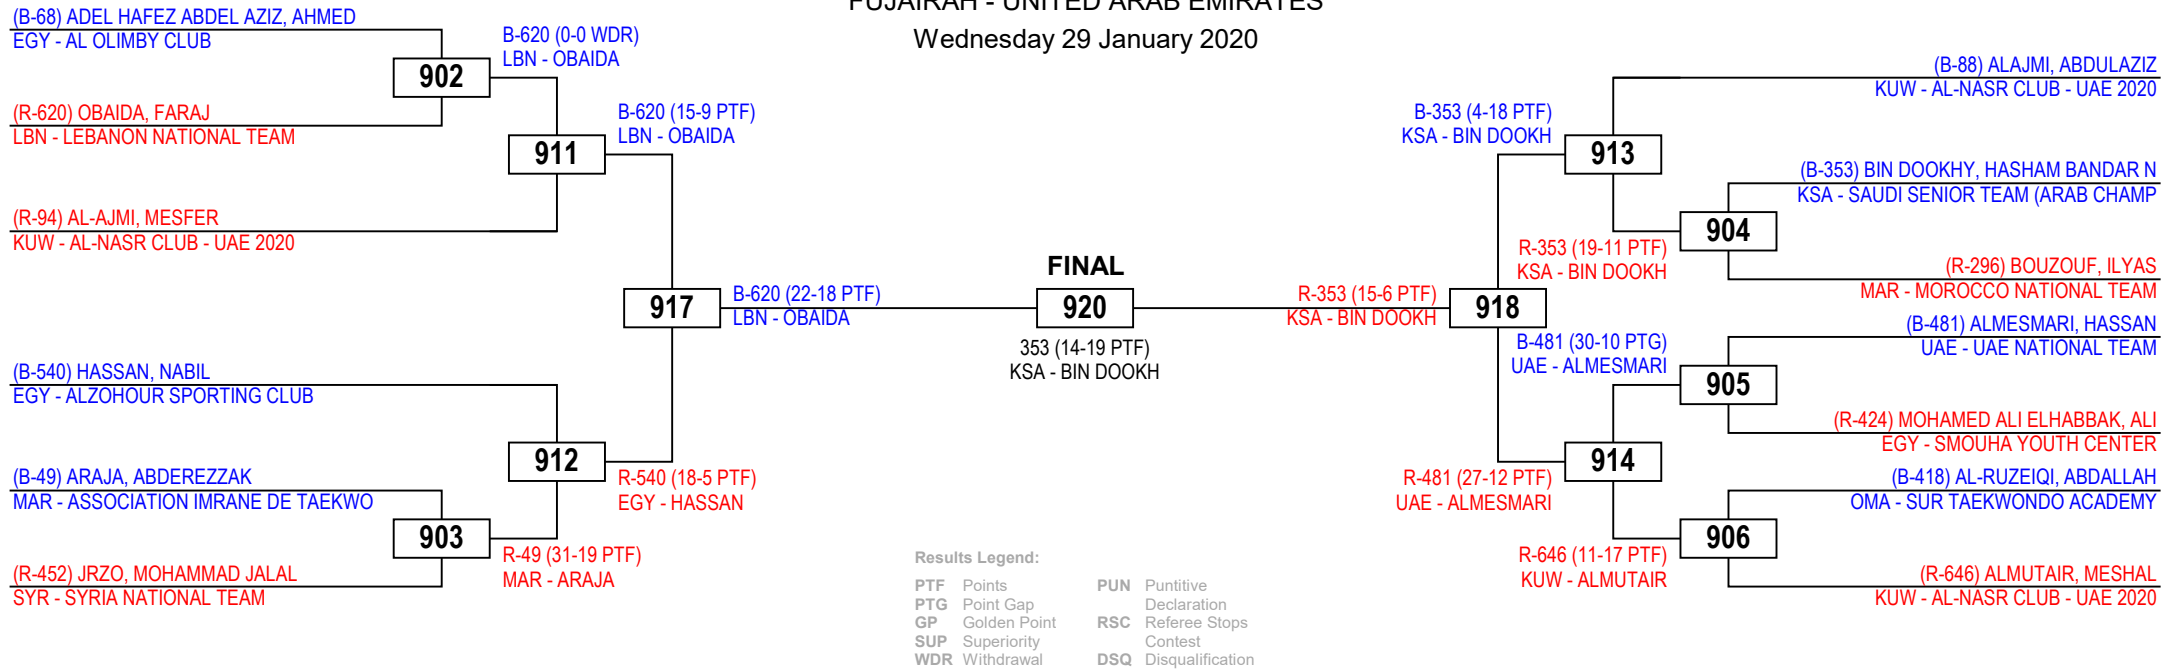 FUJAIRAH - UNITED ARAB EMIRATES
Wednesday 29 January 2020
(B-68) ADEL HAFEZ ABDEL AZIZ, AHMED
EGY - AL OLIMBY CLUB
902
(R-620) OBAIDA, FARAJ
LBN - LEBANON NATIONAL TEAM
B-620 (0-0 WDR)
LBN - OBAIDA
911
(R-94) AL-AJMI, MESFER
KUW - AL-NASR CLUB - UAE 2020
B-620 (15-9 PTF)
LBN - OBAIDA
917
(B-540) HASSAN, NABIL
EGY - ALZOHOUR SPORTING CLUB
912
(B-49) ARAJA, ABDEREZZAK
MAR - ASSOCIATION IMRANE DE TAEKWO
903
(R-452) JRZO, MOHAMMAD JALAL
SYR - SYRIA NATIONAL TEAM
R-49 (31-19 PTF)
MAR - ARAJA
R-540 (18-5 PTF)
EGY - HASSAN
B-620 (22-18 PTF)
LBN - OBAIDA
FINAL
920
353 (14-19 PTF)
KSA - BIN DOOKH
R-353 (15-6 PTF)
KSA - BIN DOOKH
918
B-353 (4-18 PTF)
KSA - BIN DOOKH
913
(B-88) ALAJMI, ABDULAZIZ
KUW - AL-NASR CLUB - UAE 2020
(B-353) BIN DOOKHY, HASHAM BANDAR N
KSA - SAUDI SENIOR TEAM (ARAB CHAMP
904
R-353 (19-11 PTF)
KSA - BIN DOOKH
(R-296) BOUZOUF, ILYAS
MAR - MOROCCO NATIONAL TEAM
(B-481) ALMESMARI, HASSAN
UAE - UAE NATIONAL TEAM
B-481 (30-10 PTG)
UAE - ALMESMARI
905
(R-424) MOHAMED ALI ELHABBAK, ALI
EGY - SMOUHA YOUTH CENTER
914
R-481 (27-12 PTF)
UAE - ALMESMARI
(B-418) AL-RUZEIQI, ABDALLAH
OMA - SUR TAEKWONDO ACADEMY
906
R-646 (11-17 PTF)
KUW - ALMUTAIR
(R-646) ALMUTAIR, MESHAL
KUW - AL-NASR CLUB - UAE 2020
Results Legend:
PTF Points
PTG Point Gap
GP Golden Point
SUP Superiority
WDR Withdrawal
PUN Puntitive
Declaration
RSC Referee Stops
Contest
DSQ Disqualification